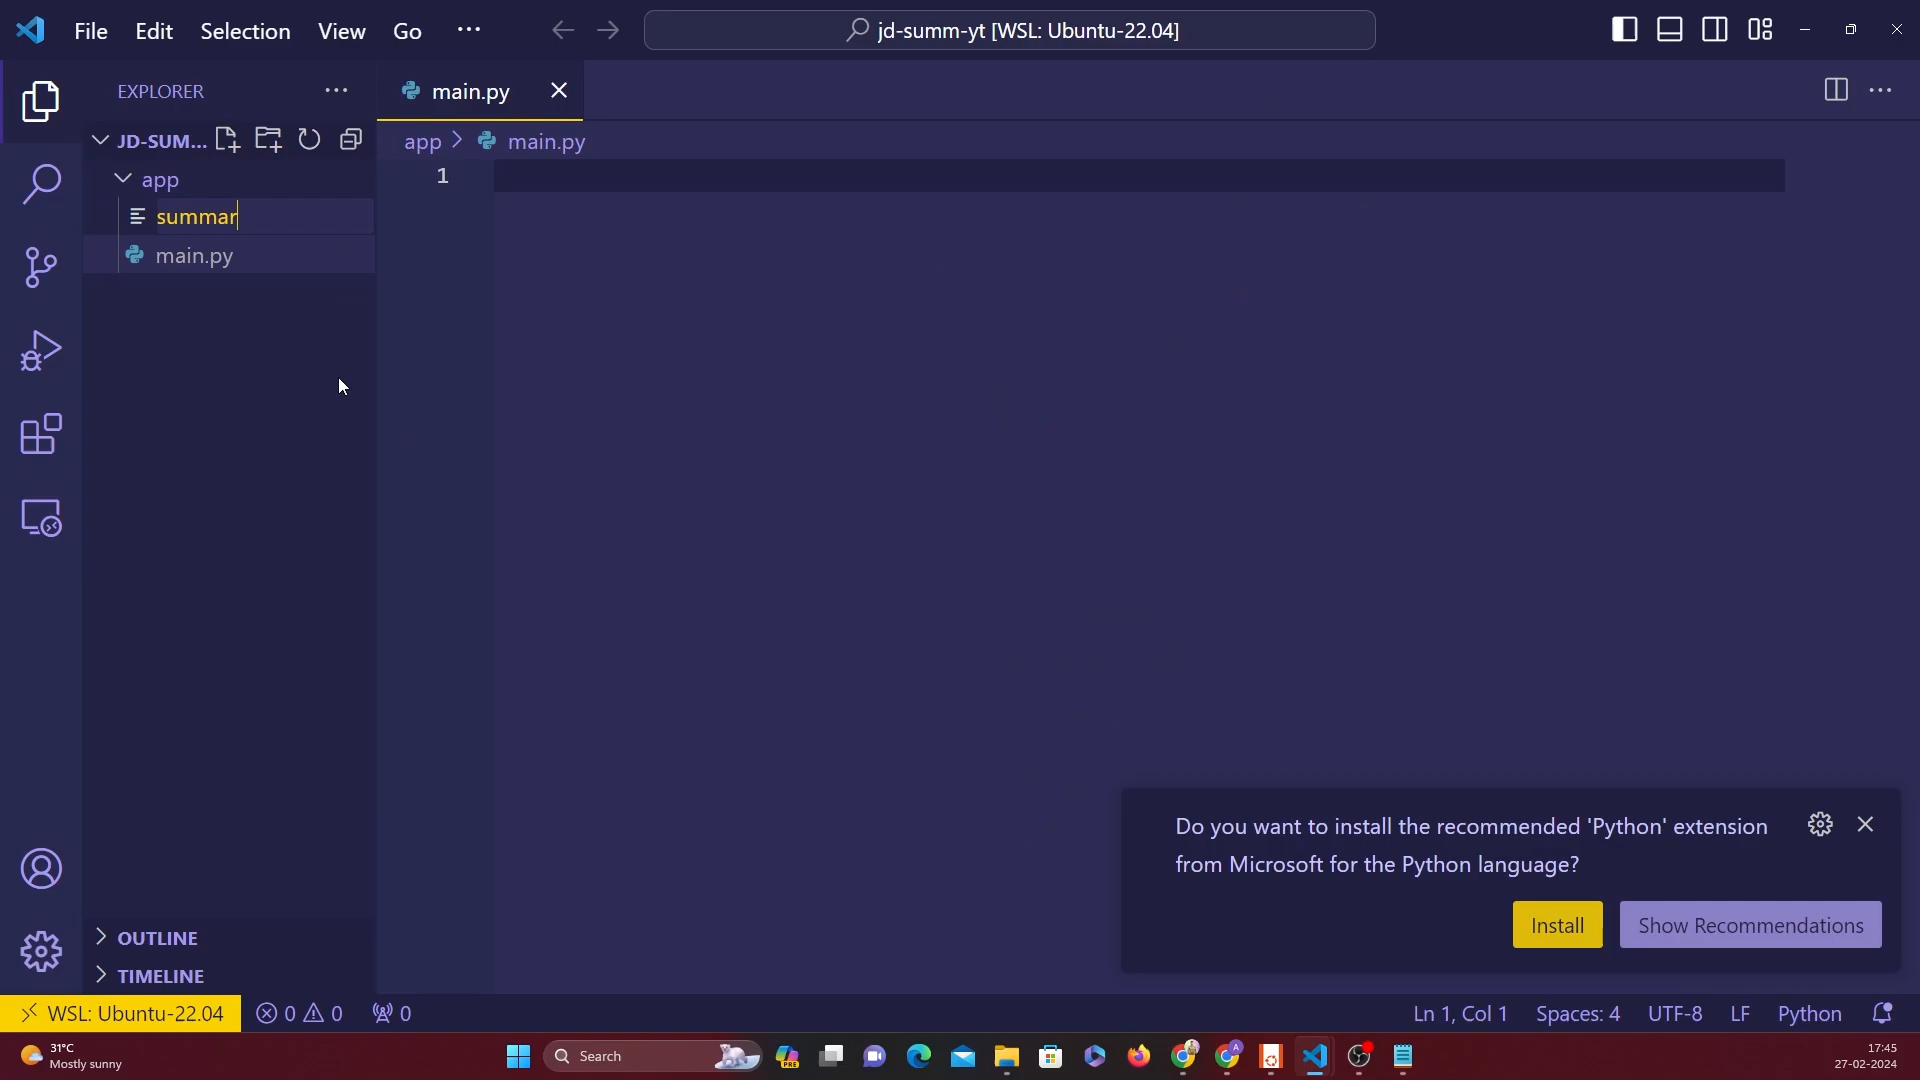 File Edit Selection View Go ··· jd-summ-yt [WSL: Ubuntu-22.04]
EXPLORER ···
main.py
JD-SUM...
app > main.py
1
app
summar
main.py
Do you want to install the recommended 'Python' extension
from Microsoft for the Python language?
Install Show Recommendations
OUTLINE
TIMELINE
WSL: Ubuntu-22.04 0 0 0 Ln 1, Col 1 Spaces: 4 UTF-8 LF Python
31°C
Mostly sunny
Search
PRE
A
17:45
27-02-2024